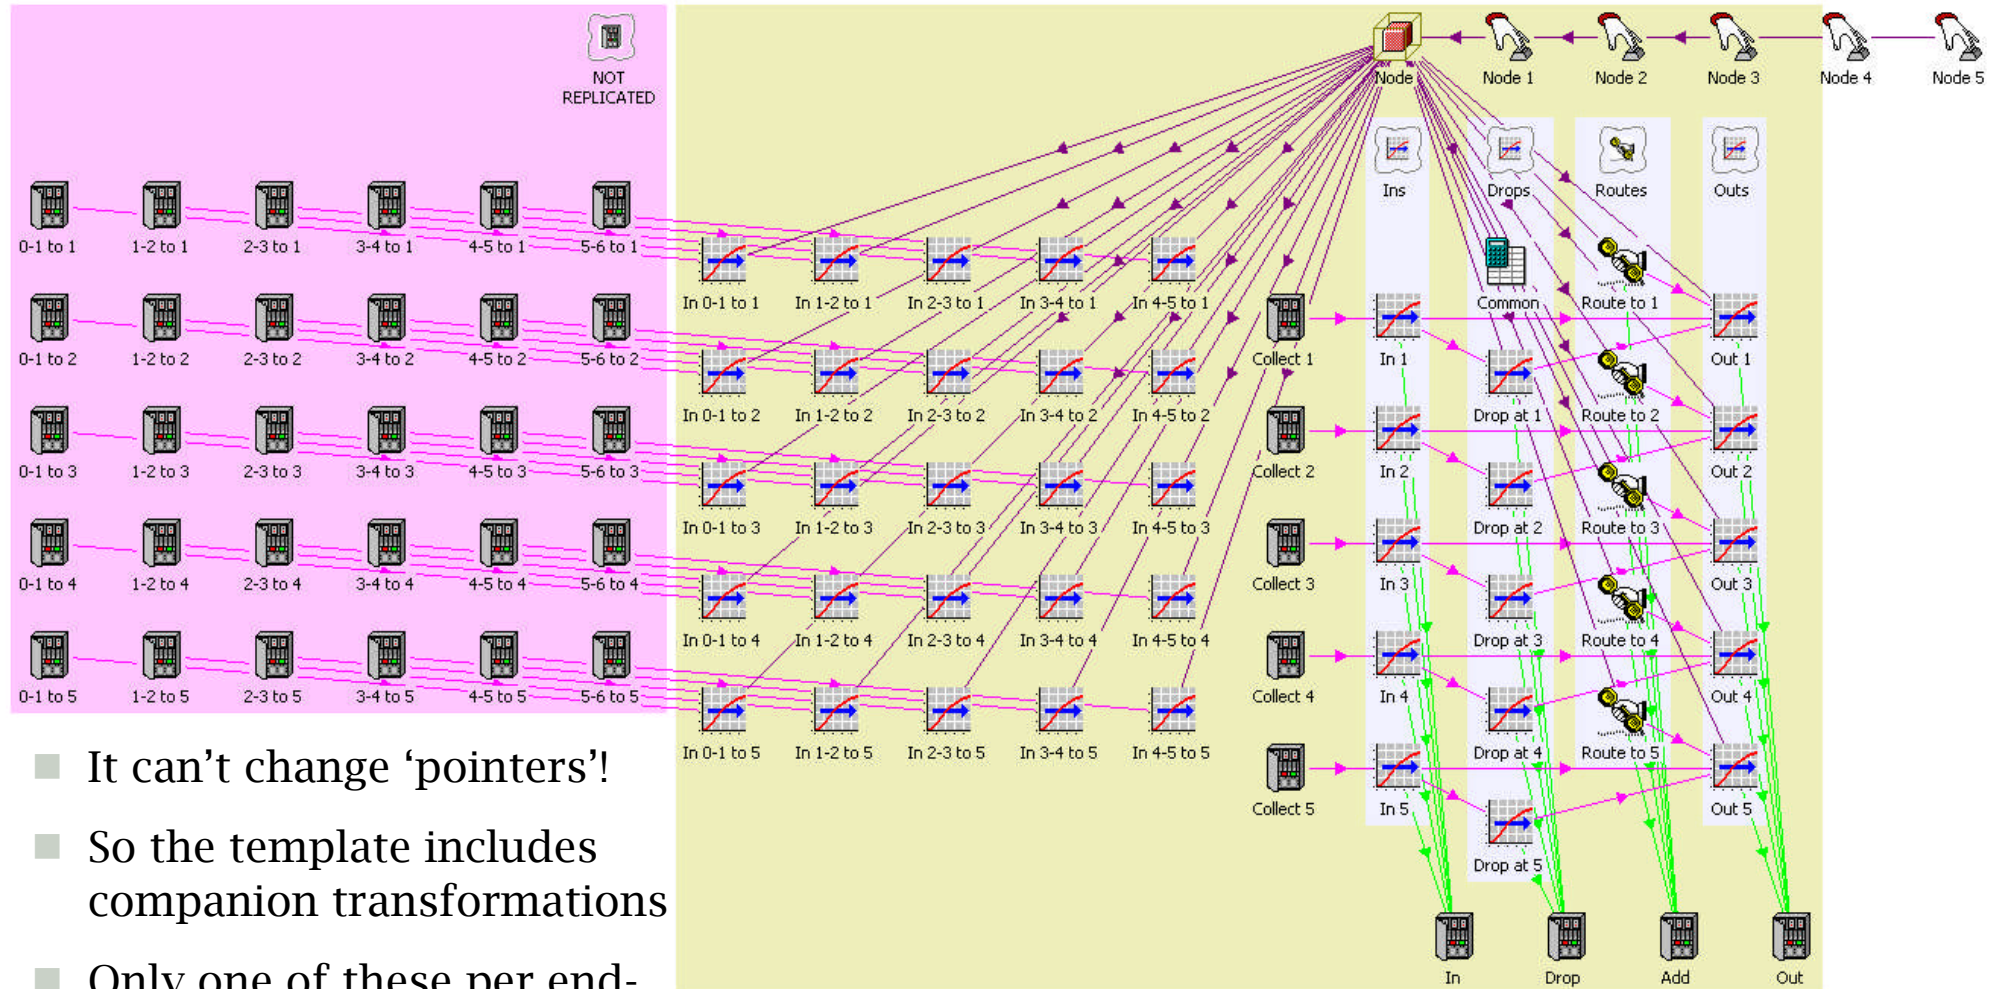 NOT
REPLICATED
Node
Node 1
Node 2
Node 3
Node 4
Node 5
Ins
Drops
Routes
Outs
0-1 to 1
1-2 to 1
2-3 to 1
3-4 to 1
4-5 to 1
5-6 to 1
In 0-1 to 1
In 1-2 to 1
In 2-3 to 1
In 3-4 to 1
In 4-5 to 1
Common
Route to 1
0-1 to 2
1-2 to 2
2-3 to 2
3-4 to 2
4-5 to 2
5-6 to 2
Collect 1
In 1
Out 1
In 0-1 to 2
In 1-2 to 2
In 2-3 to 2
In 3-4 to 2
In 4-5 to 2
Drop at 1
Route to 2
0-1 to 3
1-2 to 3
2-3 to 3
3-4 to 3
4-5 to 3
5-6 to 3
Collect 2
In 2
Out 2
In 0-1 to 3
In 1-2 to 3
In 2-3 to 3
In 3-4 to 3
In 4-5 to 3
Drop at 2
Route to 3
0-1 to 4
1-2 to 4
2-3 to 4
3-4 to 4
4-5 to 4
5-6 to 4
Collect 3
In 3
Out 3
In 0-1 to 4
In 1-2 to 4
In 2-3 to 4
In 3-4 to 4
In 4-5 to 4
Drop at 3
Route to 4
0-1 to 5
1-2 to 5
2-3 to 5
3-4 to 5
4-5 to 5
5-6 to 5
Collect 4
In 4
Out 4
In 0-1 to 5
In 1-2 to 5
In 2-3 to 5
In 3-4 to 5
In 4-5 to 5
Drop at 4
Route to 5
Collect 5
In 5
Out 5
Drop at 5
In
Drop
Add
Out
It can’t change ‘pointers’!
So the template includes
companion transformations
Only one of these per end-